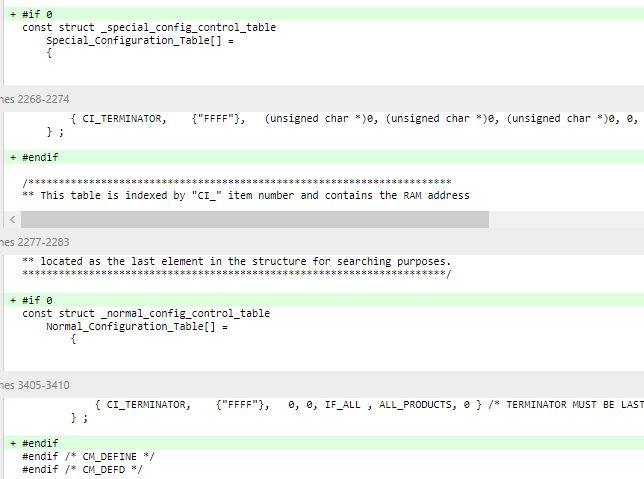 + #if 0
const struct _special_config_control_table
Special_Configuration_Table[] =
{
nes 2268-2274
{ CI_TERMINATOR, {"FFFF"}, (unsigned char *)0, (unsigned char *)0, (unsigned char *)0, 0,
} ;
+ #endif
/***********************************************************************
** This table is indexed by "CI_" item number and contains the RAM address
<
nes 2277-2283
** located as the last element in the structure for searching purposes.
***********************************************************************/
+ #if 0
const struct _normal_config_control_table
Normal_Configuration_Table[] =
{
nes 3405-3410
{ CI_TERMINATOR, {"FFFF"}, 0, 0, IF_ALL , ALL_PRODUCTS, 0 } /* TERMINATOR MUST BE LAST
} ;
+ #endif
#endif /* CM_DEFINE */
#endif /* CM_DEFD */